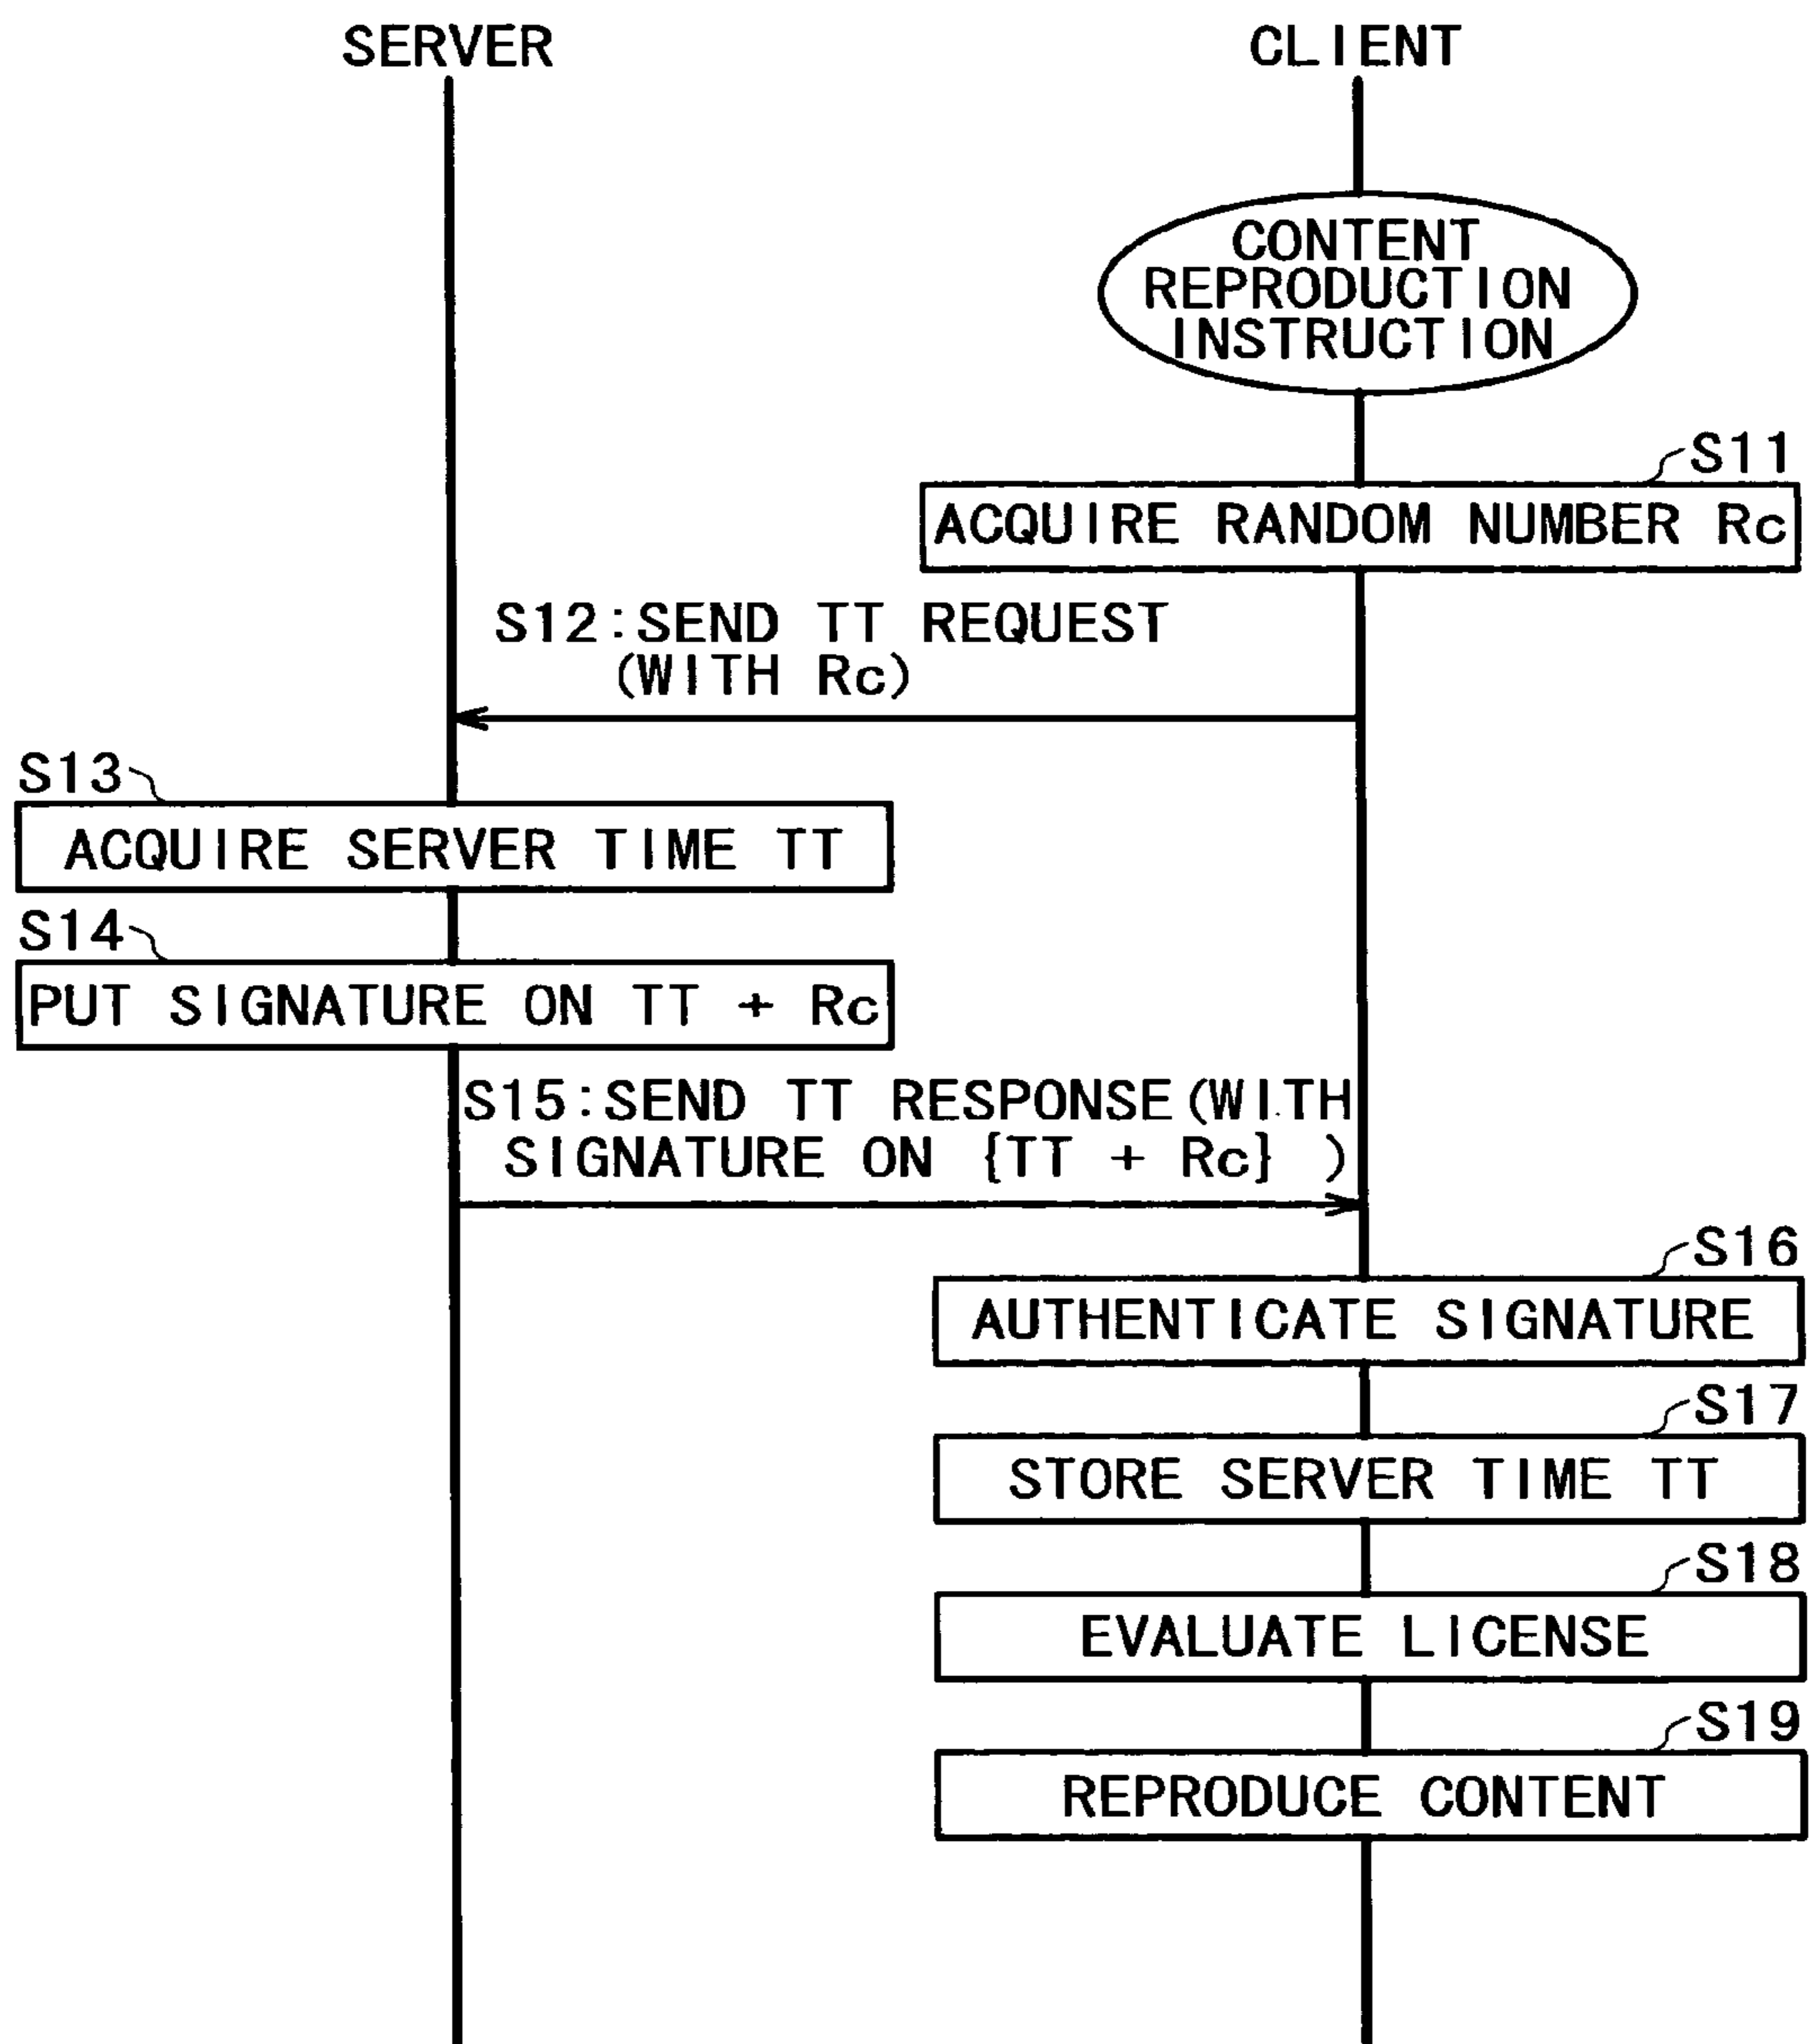 SERVER
CLIENT
CONTENT
REPRODUCTION
INSTRUCTION
S11
ACQUIRE RANDOM NUMBER Rc
S12:SEND TT REQUEST
(WITH Rc)
S13
ACQUIRE SERVER TIME TT
S14
PUT SIGNATURE ON TT + Rc
S15:SEND TT RESPONSE(WITH
SIGNATURE ON {TT + Rc} )
S16
AUTHENTICATE SIGNATURE
S17
STORE SERVER TIME TT
S18
EVALUATE LICENSE
S19
REPRODUCE CONTENT